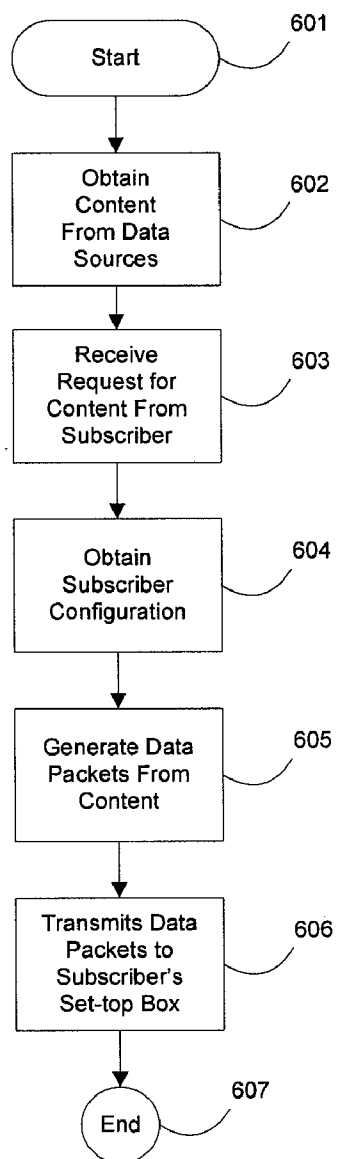 601
Start
Obtain
Content
From Data
Sources
602
Receive
Request for
Content From
Subscriber
603
Obtain
Subscriber
Configuration
604
Generate Data
Packets From
Content
605
Transmits Data
Packets to
Subscriber's
Set-top Box
606
End
607